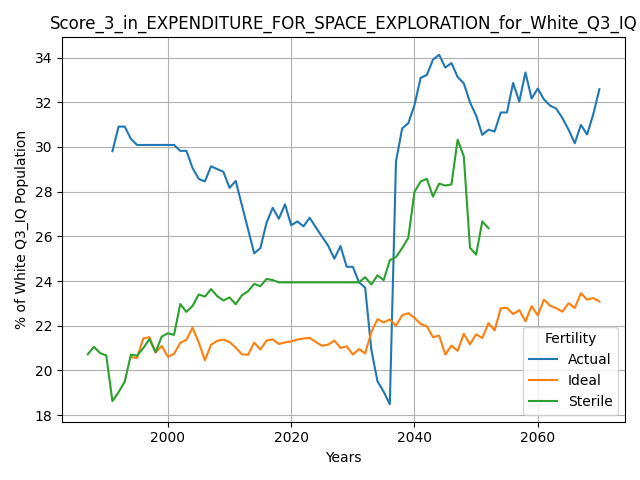 Score_3_in_EXPENDITURE_FOR_SPACE_EXPLORATION_for_White_Q3_IQ
34
32
30
28
26
24
22
20
18
% of White Q3_IQ Population
2000
2020
2040
2060
Years
Fertility
Actual
Ideal
Sterile